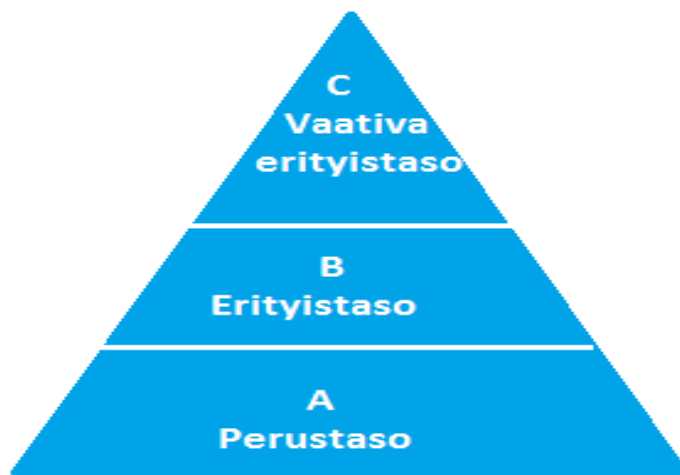 C
Vaativa
erityistaso
B
Erityistaso
A
Perustaso